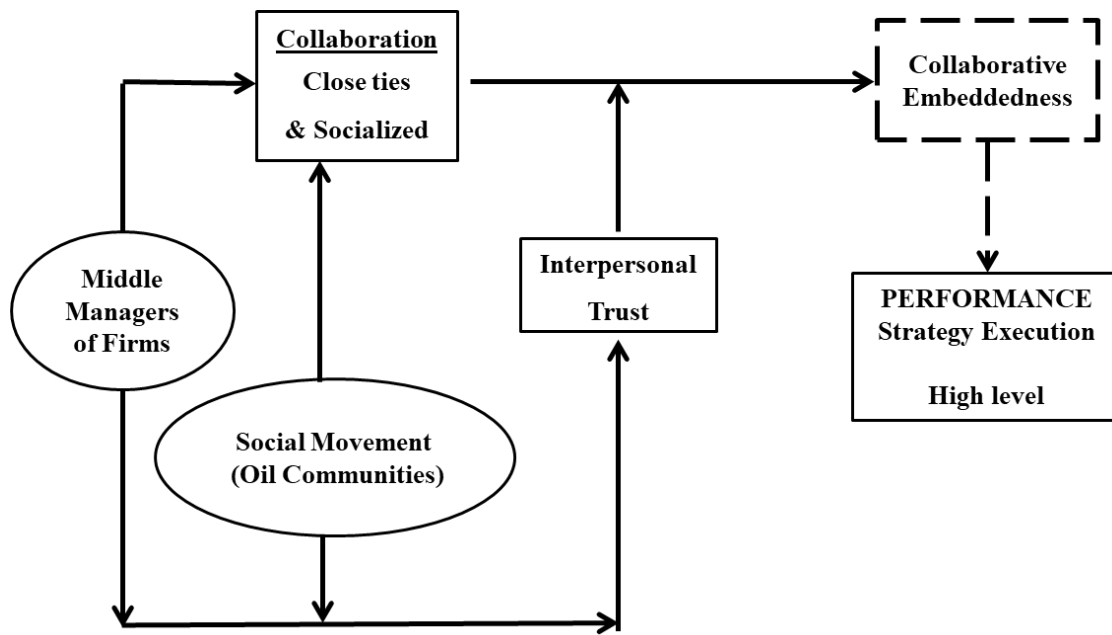 Collaboration
Close ties
& Socialized
Collaborative
Embeddedness
Middle
Managers
of Firms
Interpersonal
Trust
PERFORMANCE
Strategy Execution
High level
Social Movement
(Oil Communities)